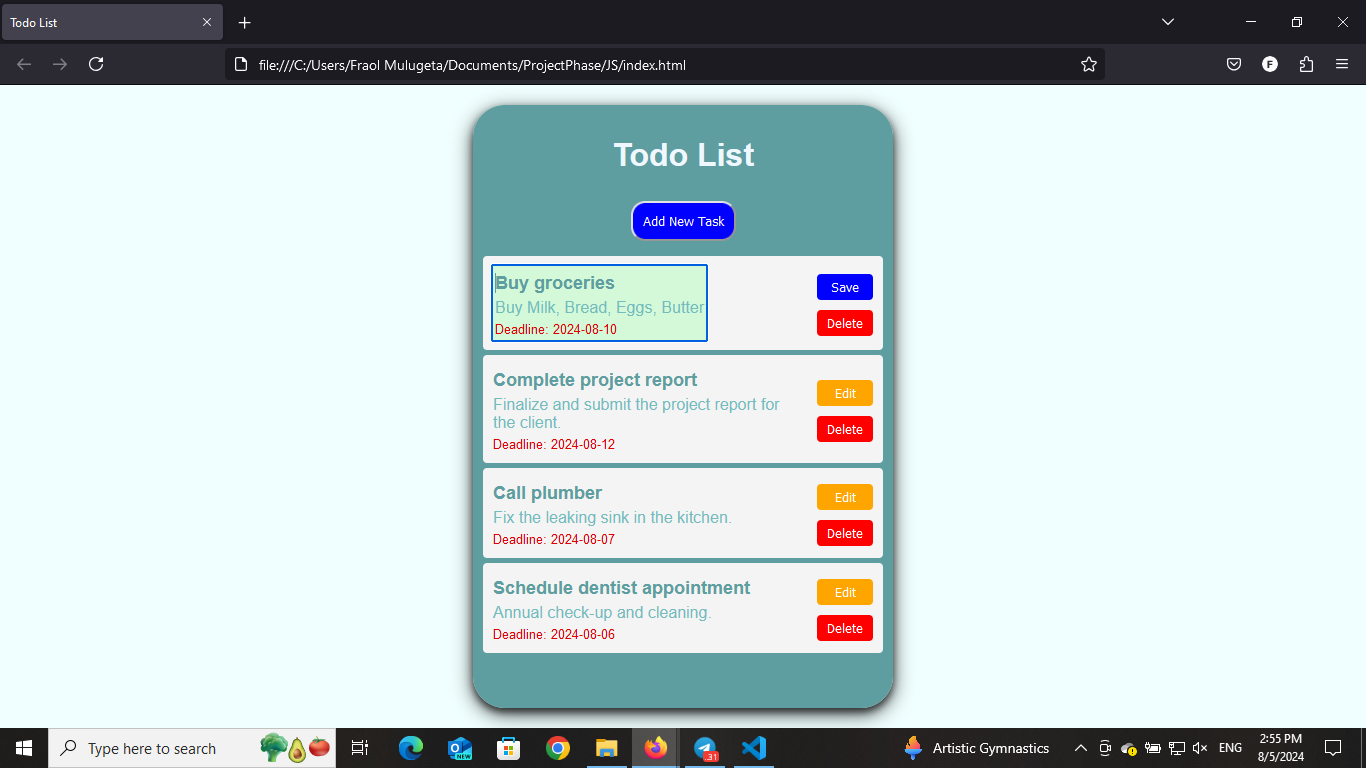 Todo List
file:///C:/Users/Fraol Mulugeta/Documents/ProjectPhase/JS/index.html
F
Todo List
Add New Task
Buy groceries
Buy Milk, Bread, Eggs, Butter
Deadline: 2024-08-10
Save
Delete
Complete project report
Finalize and submit the project report for
the client.
Deadline: 2024-08-12
Edit
Delete
Call plumber
Fix the leaking sink in the kitchen.
Deadline: 2024-08-07
Edit
Delete
Schedule dentist appointment
Annual check-up and cleaning.
Deadline: 2024-08-06
Edit
Delete
Type here to search
NEW
.31
Artistic Gymnastics
ENG
2:55 PM
8/5/2024